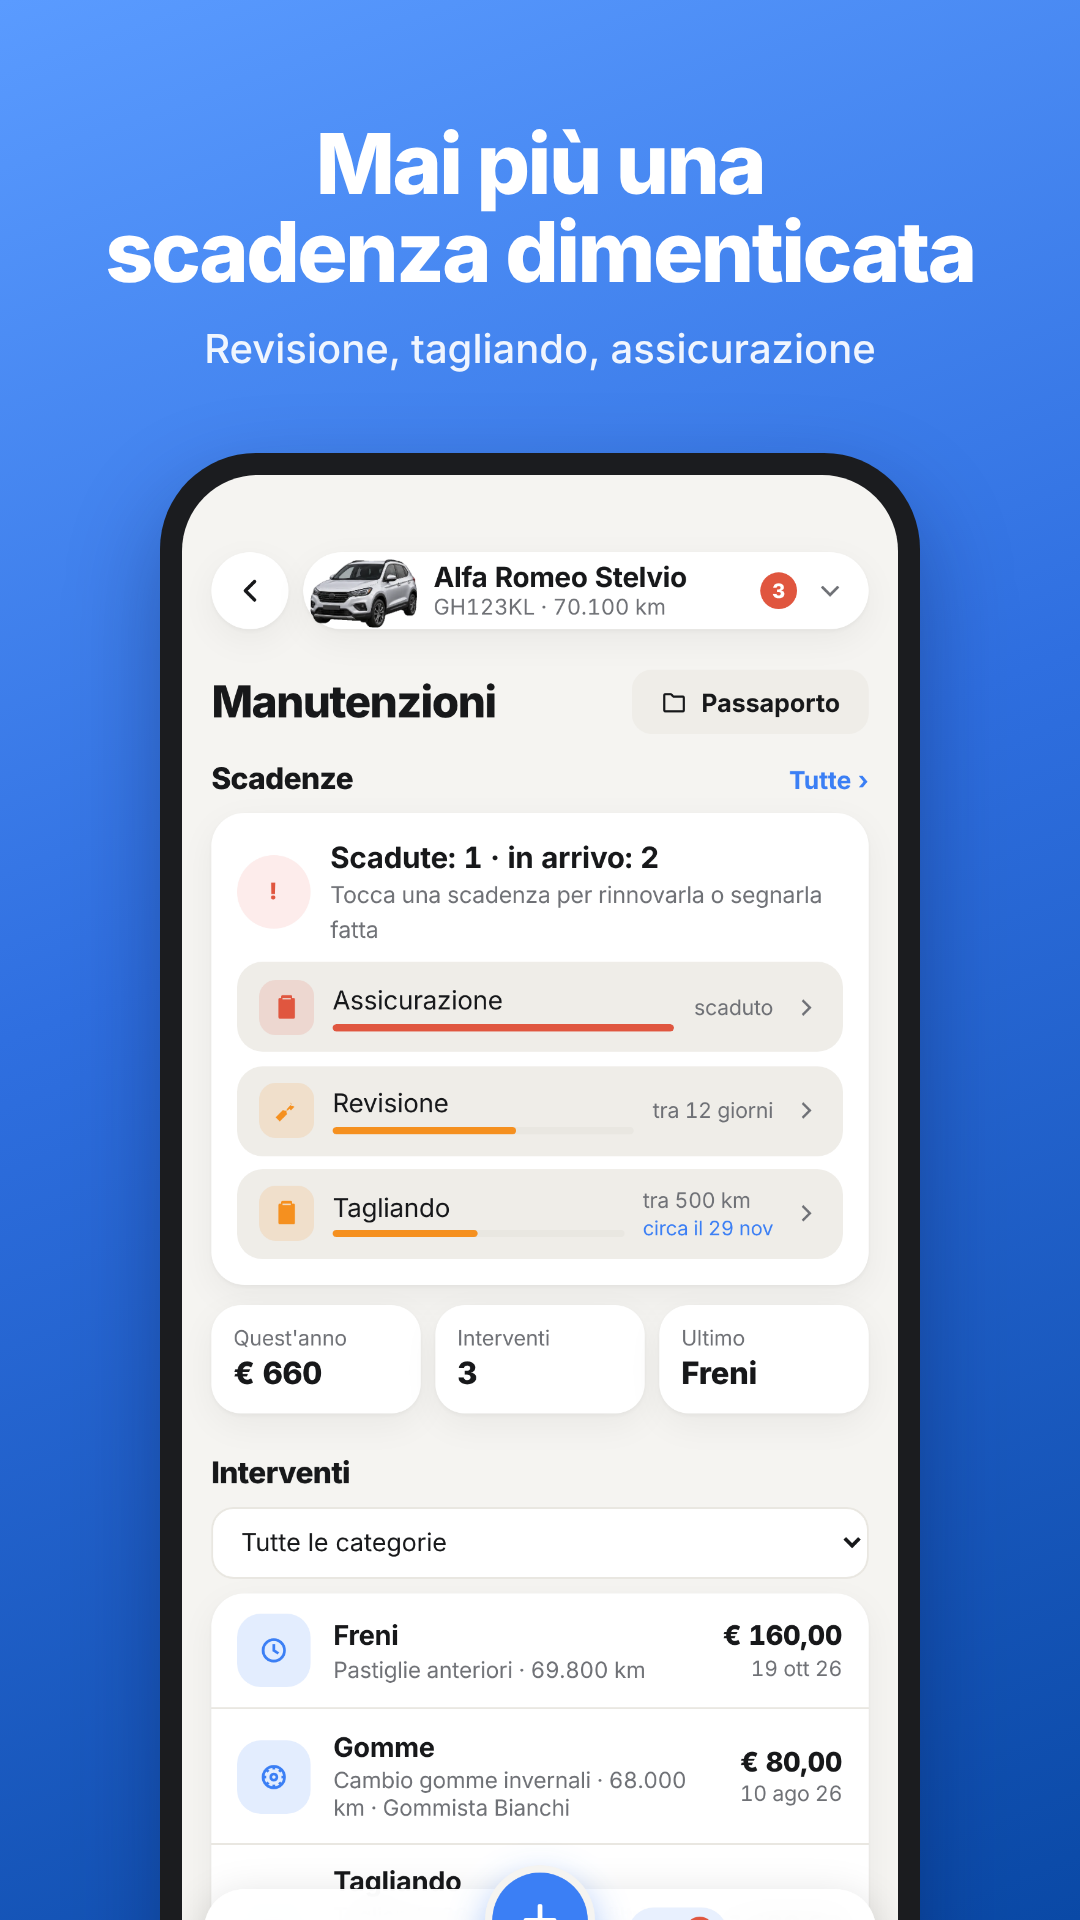 Mai più una
scadenza dimenticata
Revisione, tagliando, assicurazione
Alfa Romeo Stelvio
GH123KL · 70.100 km
3
Manutenzioni
Passaporto
Scadenze
Tutte ›
Scadute: 1 · in arrivo: 2
Tocca una scadenza per rinnovarla o segnarla
fatta
!
Assicurazione
scaduto
Revisione
tra 12 giorni
Tagliando
tra 500 km
circa il 29 nov
Quest'anno
€ 660
Interventi
3
Ultimo
Freni
Interventi
Tutte le categorie
Freni
€ 160,00
Pastiglie anteriori · 69.800 km
19 ott 26
Gomme
€ 80,00
Cambio gomme invernali · 68.000
km · Gommista Bianchi
10 ago 26
Tagliando